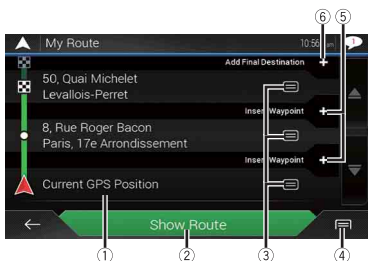 ⑥ ⑤
My Route 10:56 am 1
Add Final Destination +
50, Quai Michelet
Levallois-Perret
Insert Waypoint +
8, Rue Roger Bacon
Paris, 17e Arrondissement
Insert Waypoint +
Current GPS Position
Show Route
① ② ③ ④